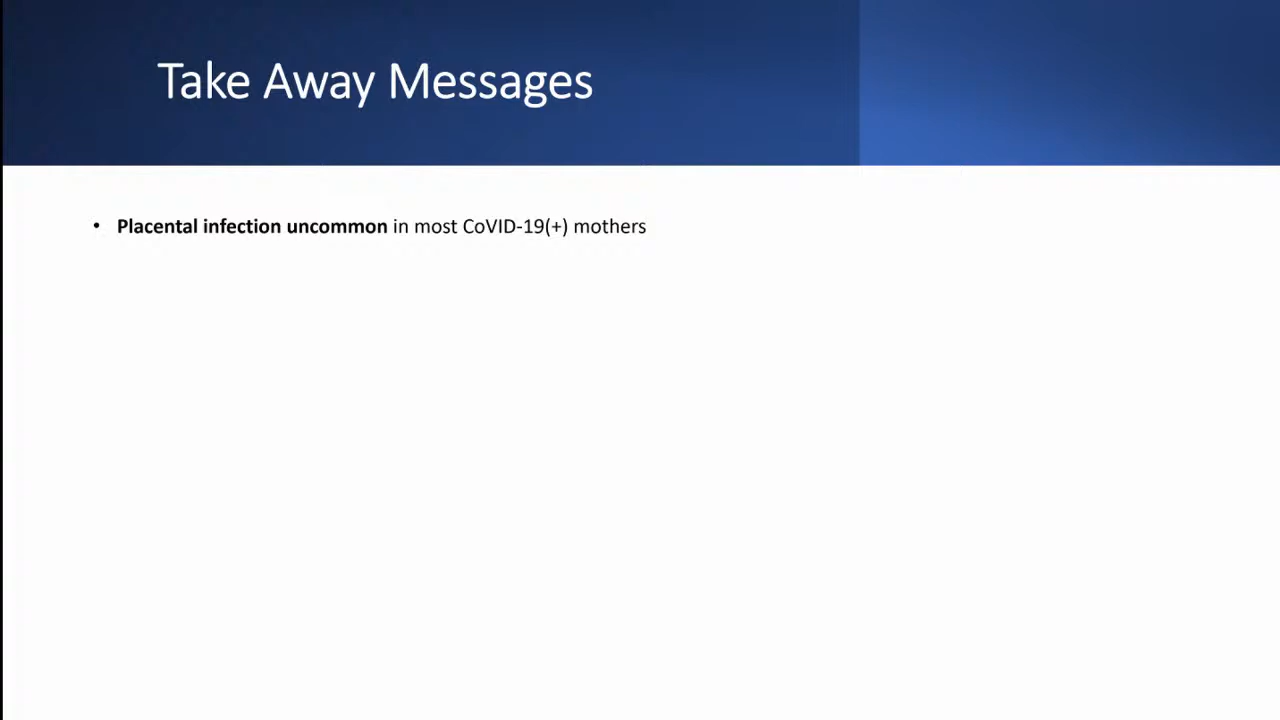 Take Away Messages
• Placental infection uncommon in most CoVID-19(+) mothers